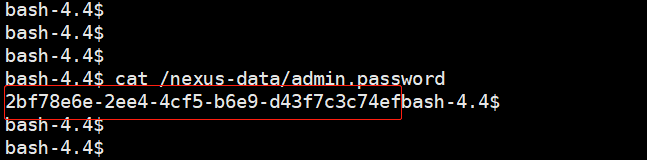 bash-4.4$
bash-4.4$
bash-4.4$
bash-4.4$ cat /nexus-data/admin.password
2bf78e6e-2ee4-4cf5-b6e9-d43f7c3c74efbash-4.4$
bash-4.4$
bash-4.4$